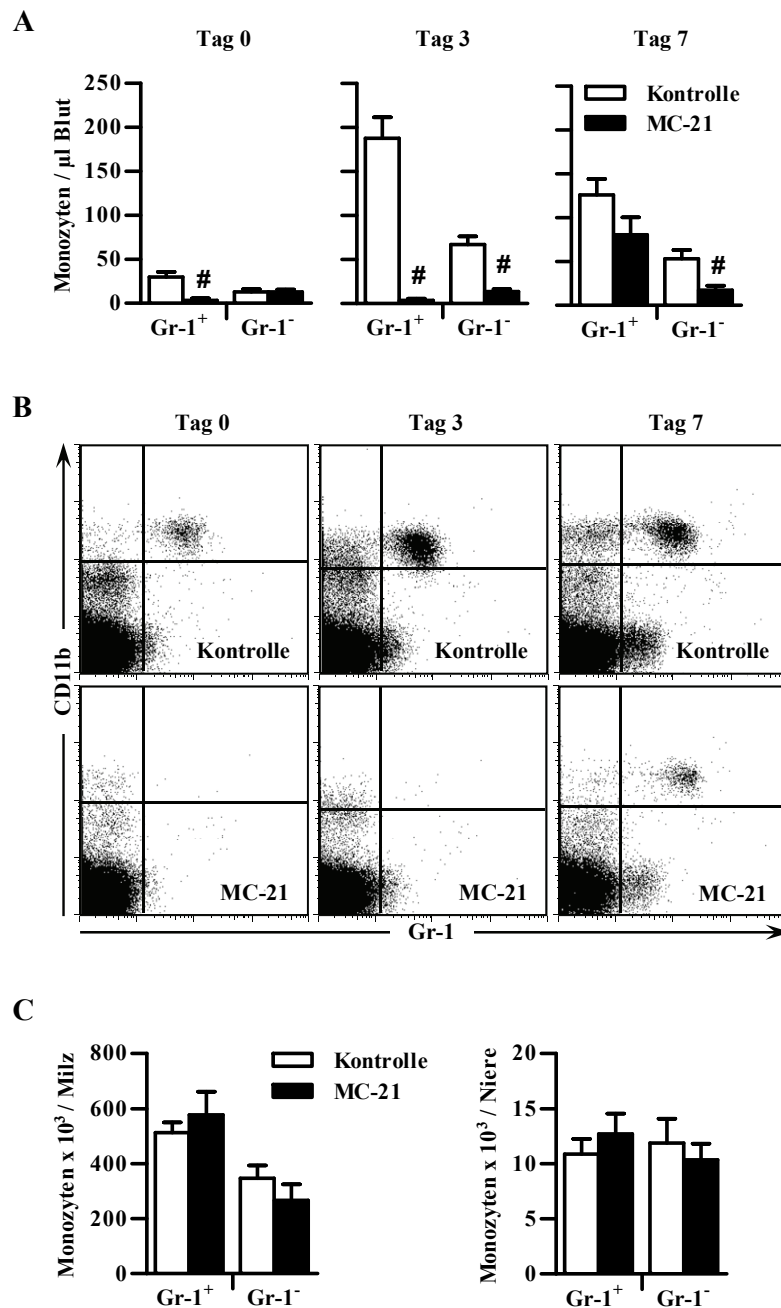 A
Tag 0 Tag 3 Tag 7
Monozyten / µl Blut
250
200
150
100
50
0
Kontrolle
MC-21
# # # #
Gr-1⁺ Gr-1⁻ Gr-1⁺ Gr-1⁻ Gr-1⁺ Gr-1⁻
B
Tag 0 Tag 3 Tag 7
CD11b
Kontrolle Kontrolle Kontrolle
MC-21 MC-21 MC-21
Gr-1
C
Monozyten x 10³ / Milz
800
600
400
200
0
Gr-1⁺ Gr-1⁻
Kontrolle
MC-21
Monozyten x 10³ / Niere
20
15
10
5
0
Gr-1⁺ Gr-1⁻